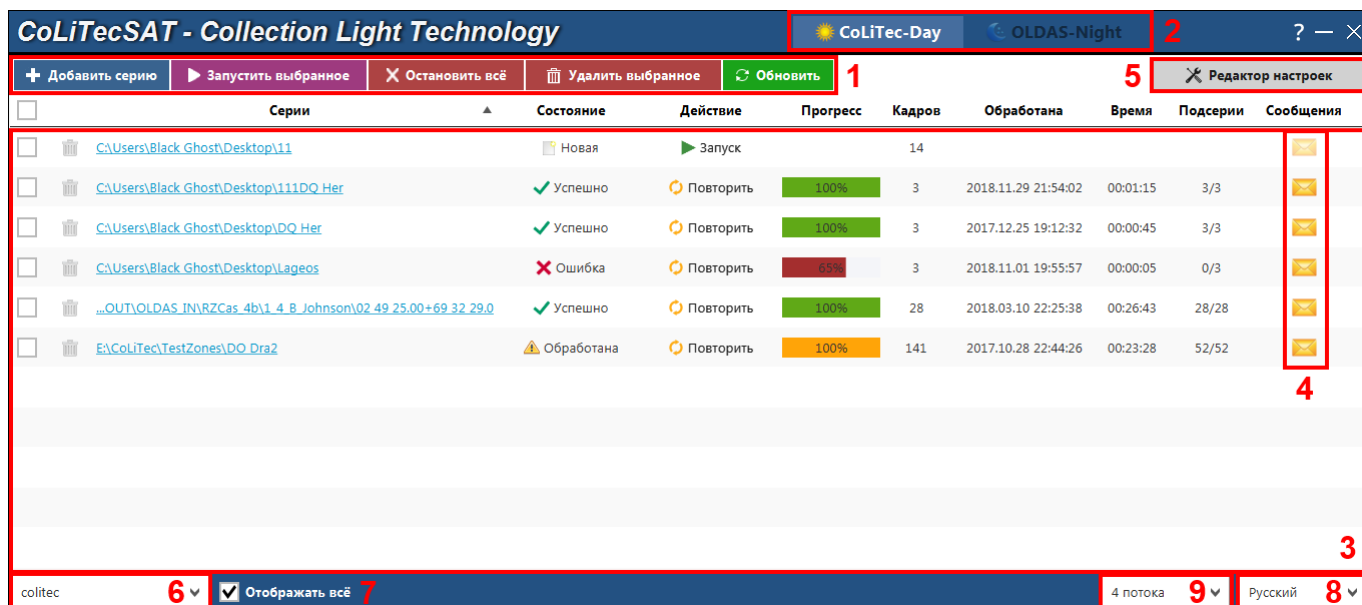 CoLiTecSAT - Collection Light Technology CoLiTec-Day OLDAS-Night 2 ? — ×
Добавить серию Запустить выбранное Остановить всё Удалить выбранное Обновить 1 5 Редактор настроек
Серии Состояние Действие Прогресс Кадров Обработана Время Подсерии Сообщения
C:\Users\Black Ghost\Desktop\11 Новая Запуск 14
C:\Users\Black Ghost\Desktop\111DQ Her Успешно Повторить 100% 3 2018.11.29 21:54:02 00:01:15 3/3
C:\Users\Black Ghost\Desktop\DQ Her Успешно Повторить 100% 3 2017.12.25 19:12:32 00:00:45 3/3
C:\Users\Black Ghost\Desktop\Lageos Ошибка Повторить 65% 3 2018.11.01 19:55:57 00:00:05 0/3
...OUT\OLDAS_IN\RZCas_4b\1_4_B_Johnson\02 49 25.00+69 32 29.0 Успешно Повторить 100% 28 2018.03.10 22:25:38 00:26:43 28/28
E:\CoLiTec\TestZones\DO Dra2 Обработана Повторить 100% 141 2017.10.28 22:44:26 00:23:28 52/52
4
3
colitec 6 Отображать всё 7 4 потока 9 Русский 8